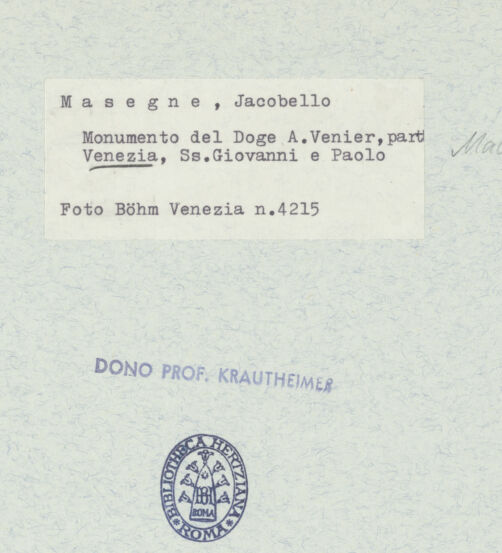 M a s e g n e , Jacobello
Monumento del Doge A.Venier,part
Venezia, Ss.Giovanni e Paolo
Foto Böhm Venezia n.4215
DONO PROF. KRAUTHEIMER
BIBLIOTHECA HERTZIANA
BH
ROMA
* ROMA *